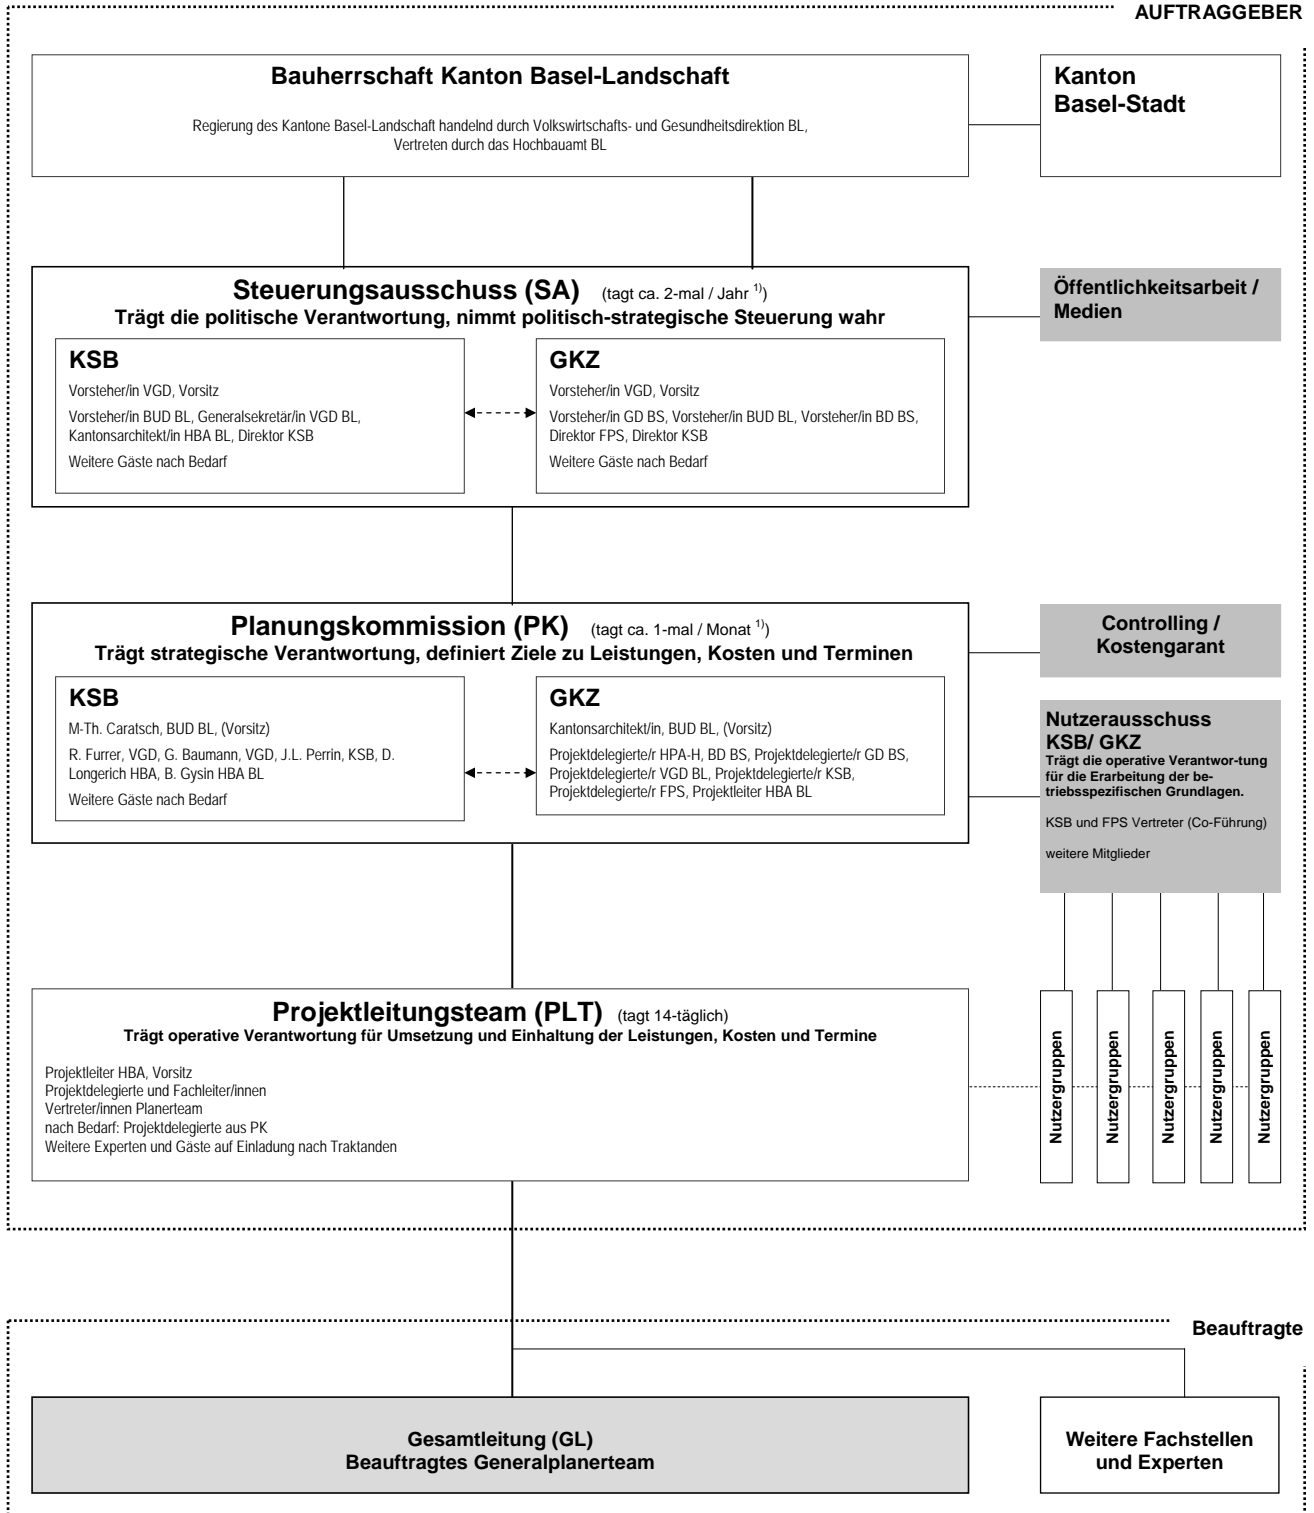 AUFTRAGGEBER
Bauherrschaft Kanton Basel-Landschaft
Regierung des Kantone Basel-Landschaft handelnd durch Volkswirtschafts- und Gesundheitsdirektion BL,
Vertreten durch das Hochbauamt BL
Kanton
Basel-Stadt
Steuerungsausschuss (SA) (tagt ca. 2-mal / Jahr 1))
Trägt die politische Verantwortung, nimmt politisch-strategische Steuerung wahr
KSB
Vorsteher/in VGD, Vorsitz
Vorsteher/in BUD BL, Generalsekretär/in VGD BL,
Kantonsarchitekt/in HBA BL, Direktor KSB
Weitere Gäste nach Bedarf
GKZ
Vorsteher/in VGD, Vorsitz
Vorsteher/in GD BS, Vorsteher/in BUD BL, Vorsteher/in BD BS,
Direktor FPS, Direktor KSB
Weitere Gäste nach Bedarf
Öffentlichkeitsarbeit /
Medien
Planungskommission (PK) (tagt ca. 1-mal / Monat 1))
Trägt strategische Verantwortung, definiert Ziele zu Leistungen, Kosten und Terminen
KSB
M-Th. Caratsch, BUD BL, (Vorsitz)
R. Furrer, VGD, G. Baumann, VGD, J.L. Perrin, KSB, D.
Longerich HBA, B. Gysin HBA BL
Weitere Gäste nach Bedarf
GKZ
Kantonsarchitekt/in, BUD BL, (Vorsitz)
Projektdelegierte/r HPA-H, BD BS, Projektdelegierte/r GD BS,
Projektdelegierte/r VGD BL, Projektdelegierte/r KSB,
Projektdelegierte/r FPS, Projektleiter HBA BL
Controlling /
Kostengarant
Nutzerausschuss
KSB/ GKZ
Trägt die operative Verantwor-tung
für die Erarbeitung der be-
triebsspezifischen Grundlagen.
KSB und FPS Vertreter (Co-Führung)
weitere Mitglieder
Projektleitungsteam (PLT) (tagt 14-täglich)
Trägt operative Verantwortung für Umsetzung und Einhaltung der Leistungen, Kosten und Termine
Projektleiter HBA, Vorsitz
Projektdelegierte und Fachleiter/innen
Vertreter/innen Planerteam
nach Bedarf: Projektdelegierte aus PK
Weitere Experten und Gäste auf Einladung nach Traktanden
Nutzergruppen
Nutzergruppen
Nutzergruppen
Nutzergruppen
Nutzergruppen
Beauftragte
Gesamtleitung (GL)
Beauftragtes Generalplanerteam
Weitere Fachstellen
und Experten